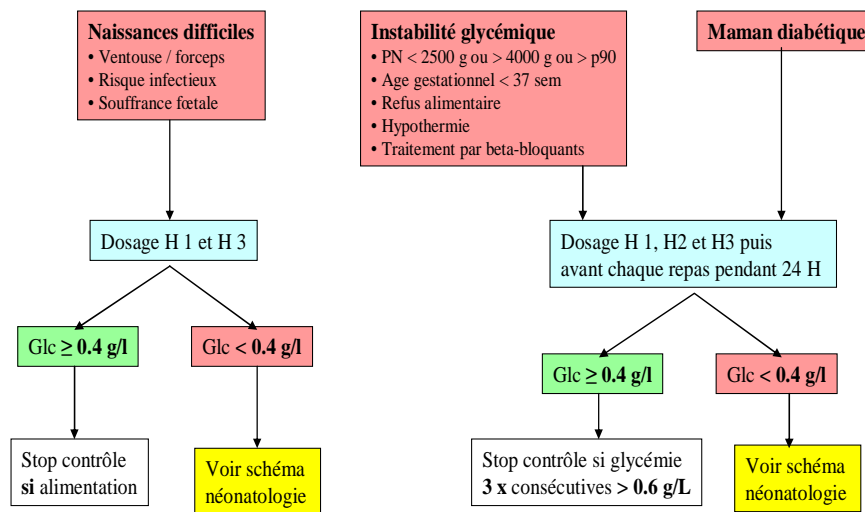 Naissances difficiles
• Ventouse / forceps
• Risque infectieux
• Souffrance fœtale
Instabilité glycémique
• PN < 2500 g ou > 4000 g ou > p90
• Age gestationnel < 37 sem
• Refus alimentaire
• Hypothermie
• Traitement par beta-bloquants
Maman diabétique
Dosage H 1 et H 3
Dosage H 1, H2 et H3 puis
avant chaque repas pendant 24 H
Glc ≥ 0.4 g/l
Glc < 0.4 g/l
Glc ≥ 0.4 g/l
Glc < 0.4 g/l
Stop contrôle
si alimentation
Voir schéma
néonatologie
Stop contrôle si glycémie
3 x consécutives > 0.6 g/L
Voir schéma
néonatologie